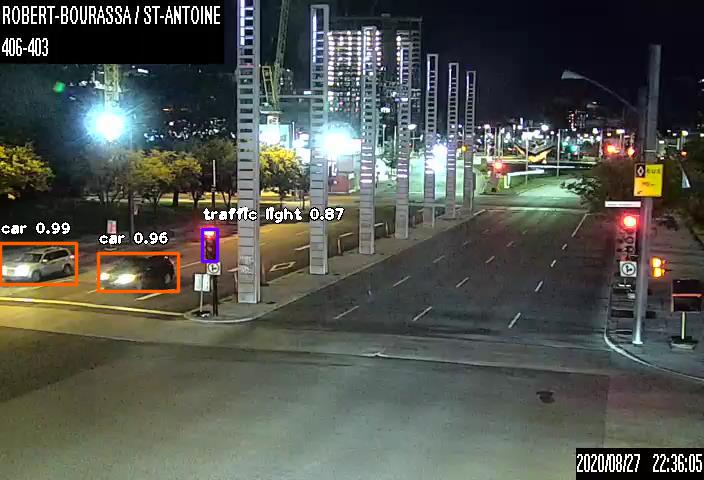 ROBERT-BOURASSA / ST-ANTOINE
406-403
traffic light 0.87
car 0.99
car 0.96
2020/08/27 22:36:05